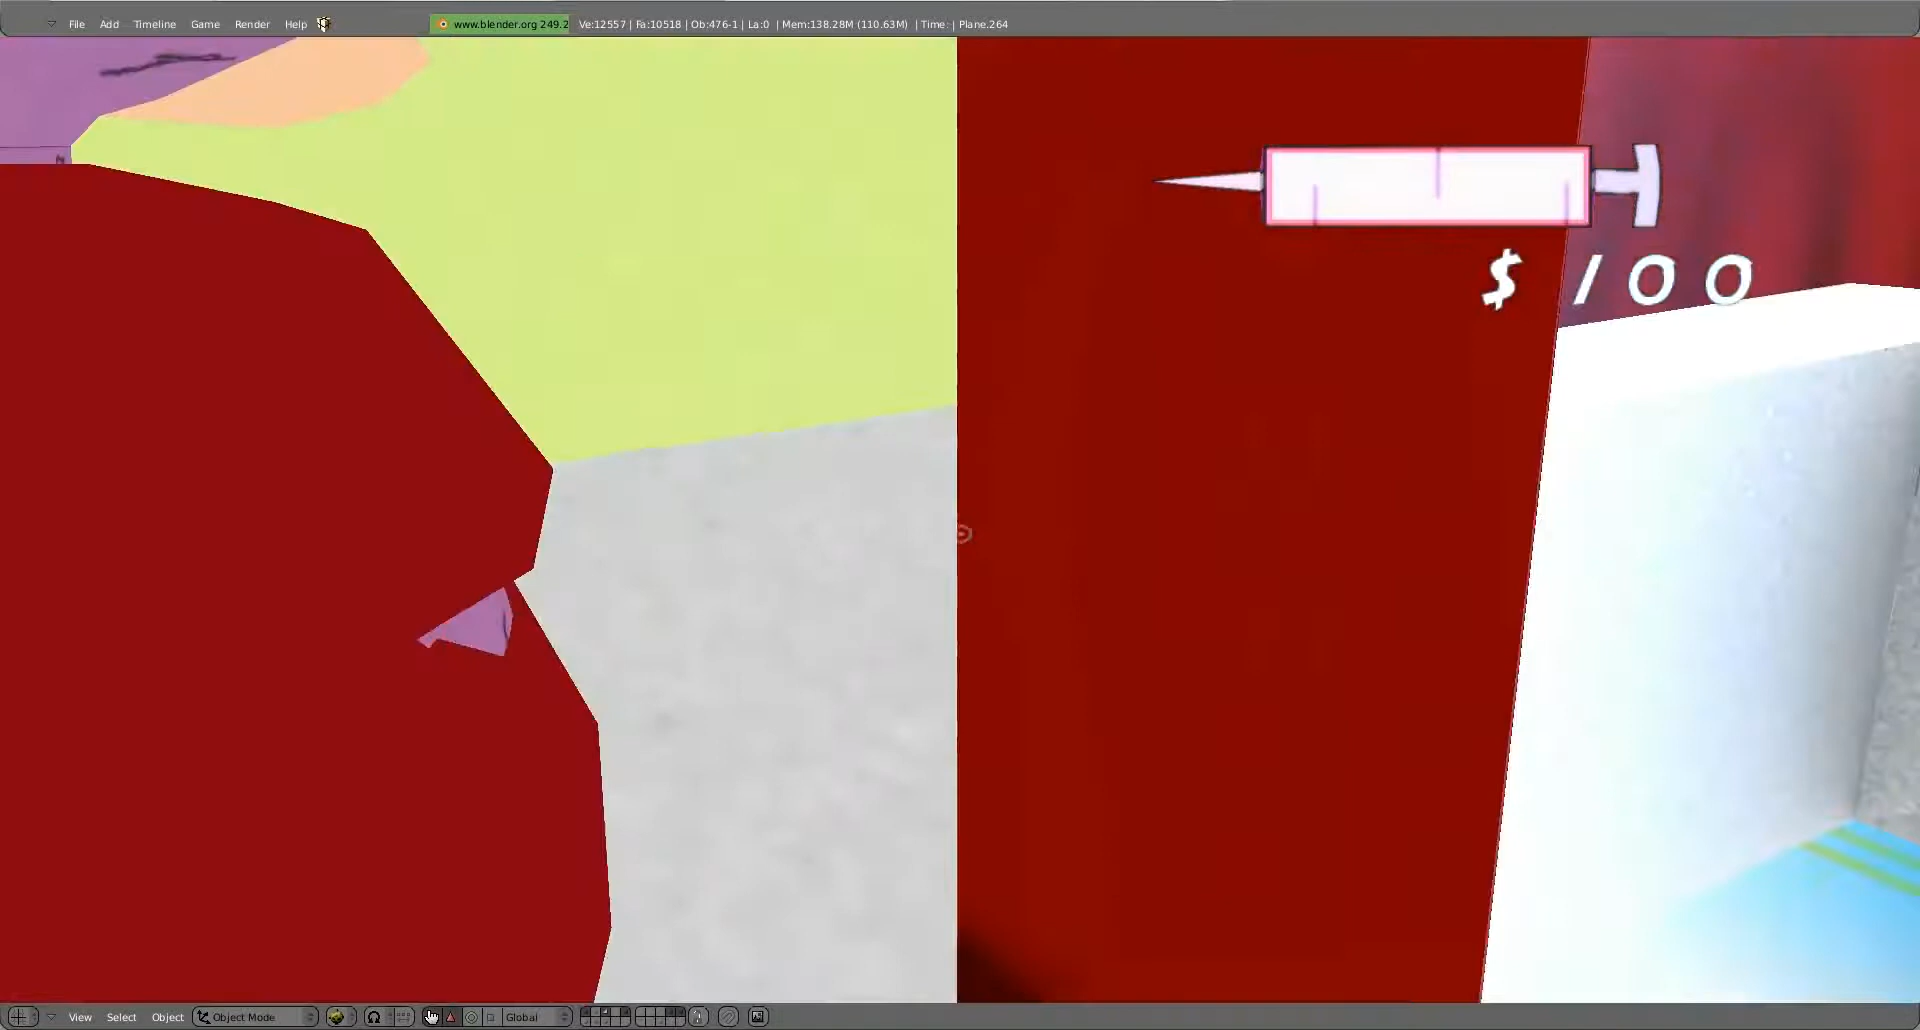 File Add Timeline Game Render Help www.blender.org 249.2 Ve:12557 | Fa:10518 | Ob:476-1 | La:0 | Mem:138.28M (110.63M) | Time: | Plane.264
$ 100
View Select Object Object Mode Global